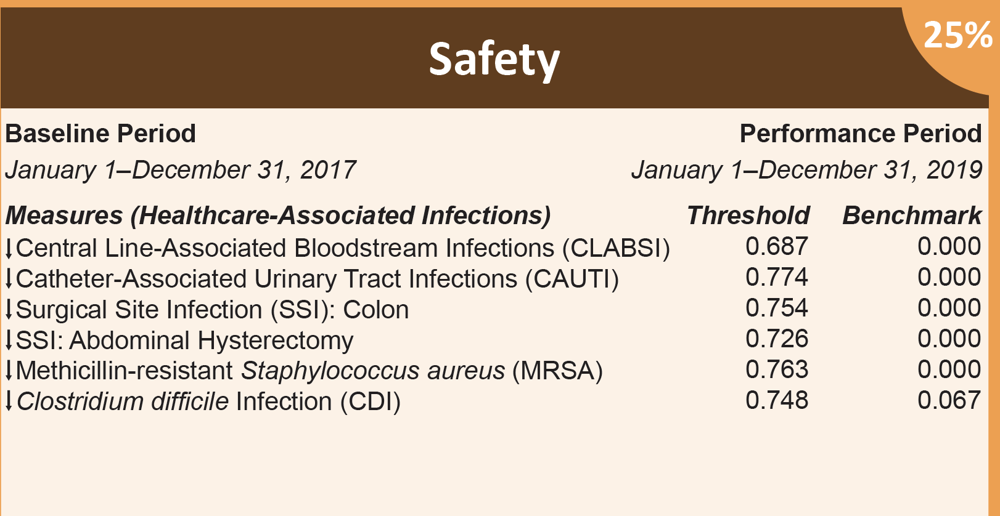 25%
Safety
Baseline Period Performance Period
January 1–December 31, 2017 January 1–December 31, 2019
Measures (Healthcare-Associated Infections) Threshold Benchmark
↓Central Line-Associated Bloodstream Infections (CLABSI) 0.687 0.000
↓Catheter-Associated Urinary Tract Infections (CAUTI) 0.774 0.000
↓Surgical Site Infection (SSI): Colon 0.754 0.000
↓SSI: Abdominal Hysterectomy 0.726 0.000
↓Methicillin-resistant Staphylococcus aureus (MRSA) 0.763 0.000
↓Clostridium difficile Infection (CDI) 0.748 0.067